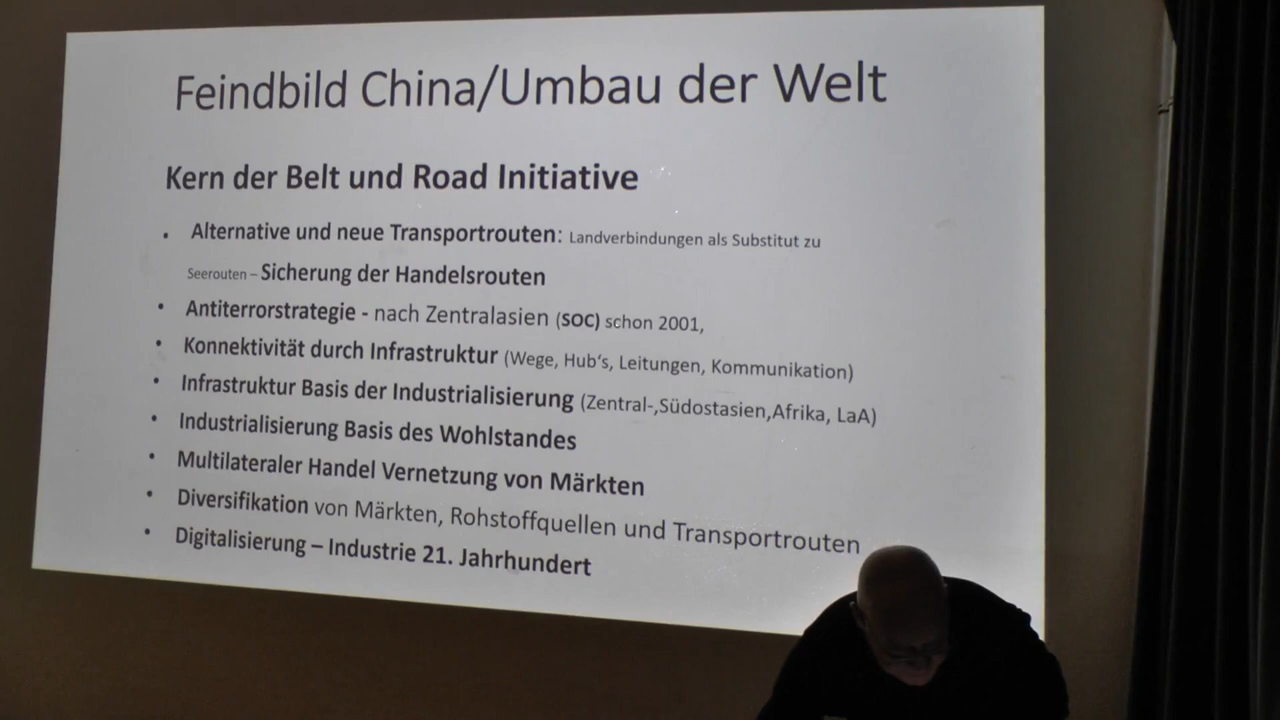 Feindbild China/Umbau der Welt
Kern der Belt und Road Initiative
• Alternative und neue Transportrouten: Landverbindungen als Substitut zu
Seerouten – Sicherung der Handelsrouten
• Antiterrorstrategie - nach Zentralasien (SOC) schon 2001,
• Konnektivität durch Infrastruktur (Wege, Hub‘s, Leitungen, Kommunikation)
• Infrastruktur Basis der Industrialisierung (Zentral-,Südostasien,Afrika, LaA)
• Industrialisierung Basis des Wohlstandes
• Multilateraler Handel Vernetzung von Märkten
• Diversifikation von Märkten, Rohstoffquellen und Transportrouten
• Digitalisierung – Industrie 21. Jahrhundert